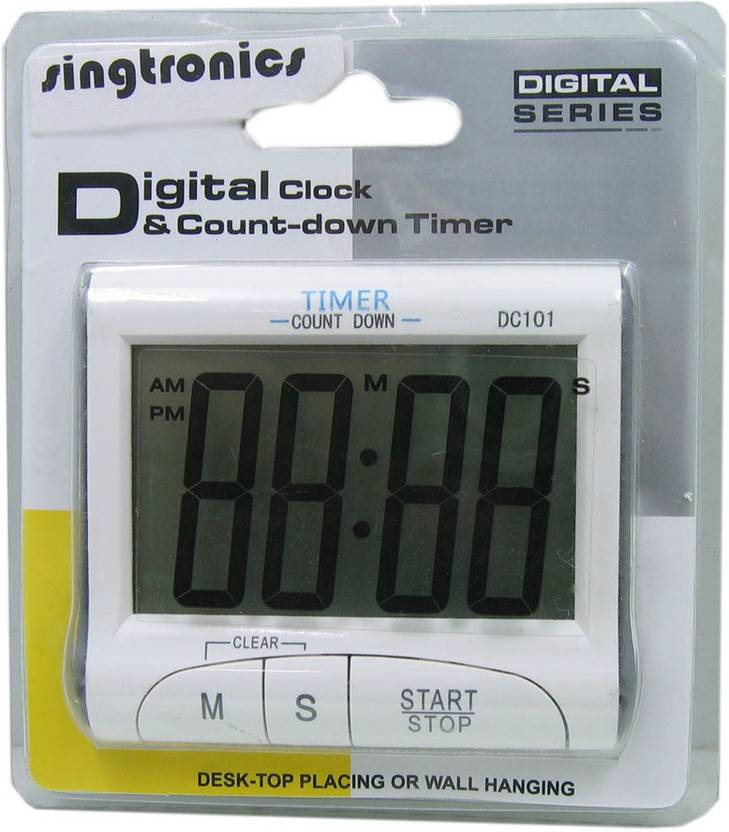 singtronics
DIGITAL
SERIES
Digital Clock
& Count-down Timer
TIMER
COUNT DOWN
DC101
AM
PM
M
S
88:88
CLEAR
M
S
START
STOP
DESK-TOP PLACING OR WALL HANGING